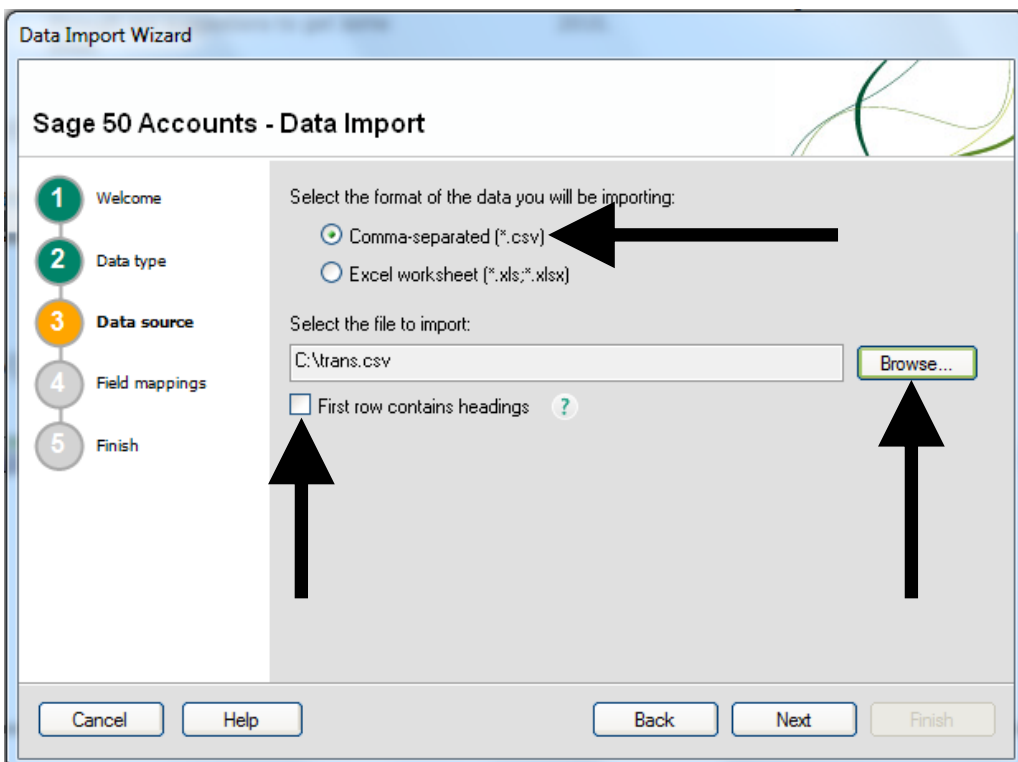 Data Import Wizard
Sage 50 Accounts - Data Import
1 Welcome
2 Data type
3 Data source
4 Field mappings
5 Finish
Select the format of the data you will be importing:
Comma-separated (*.csv)
Excel worksheet (*.xls;*.xlsx)
Select the file to import:
C:\trans.csv
Browse...
First row contains headings ?
Cancel Help Back Next Finish